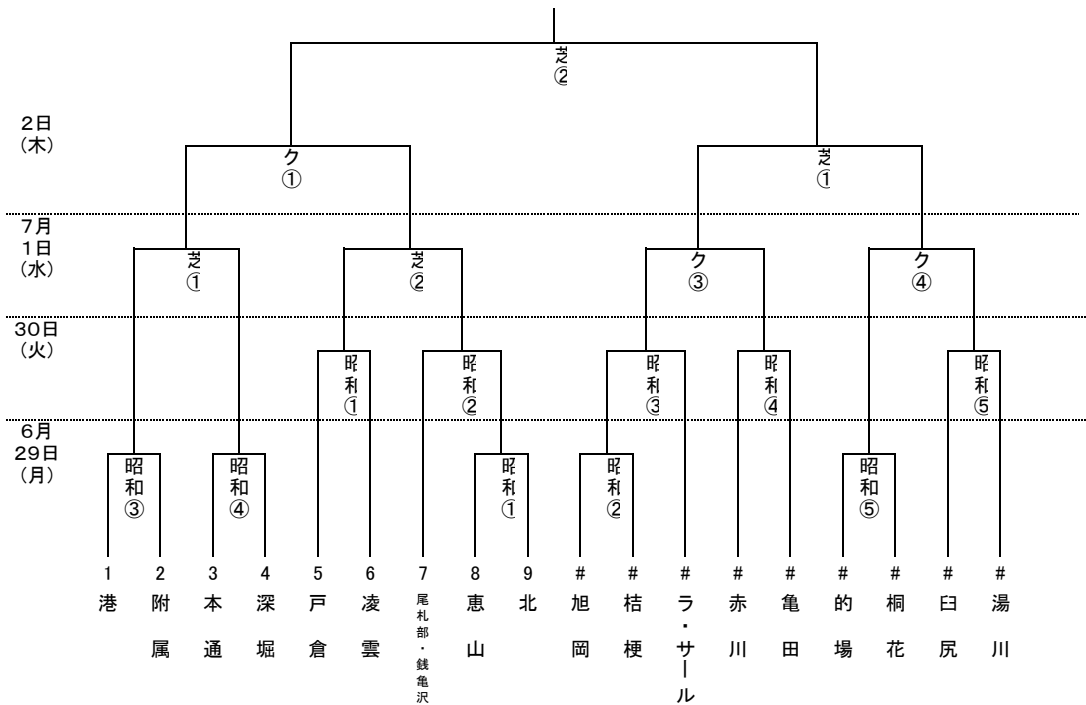 芝②
2日
(木)
ク①
芝①
7月
1日
(水)
芝①
芝②
ク③
ク④
30日
(火)
昭和①
昭和②
昭和③
昭和④
昭和⑤
6月
29日
(月)
昭和③
昭和④
昭和①
昭和②
昭和⑤
1 2 3 4 5 6 7 8 9 # # # # # # # # #
港
附属
本通
深堀
戸倉
凌雲
尾札部・銭亀沢
恵山
北
旭岡
桔梗
ラ・サール
赤川
亀田
的場
桐花
臼尻
湯川